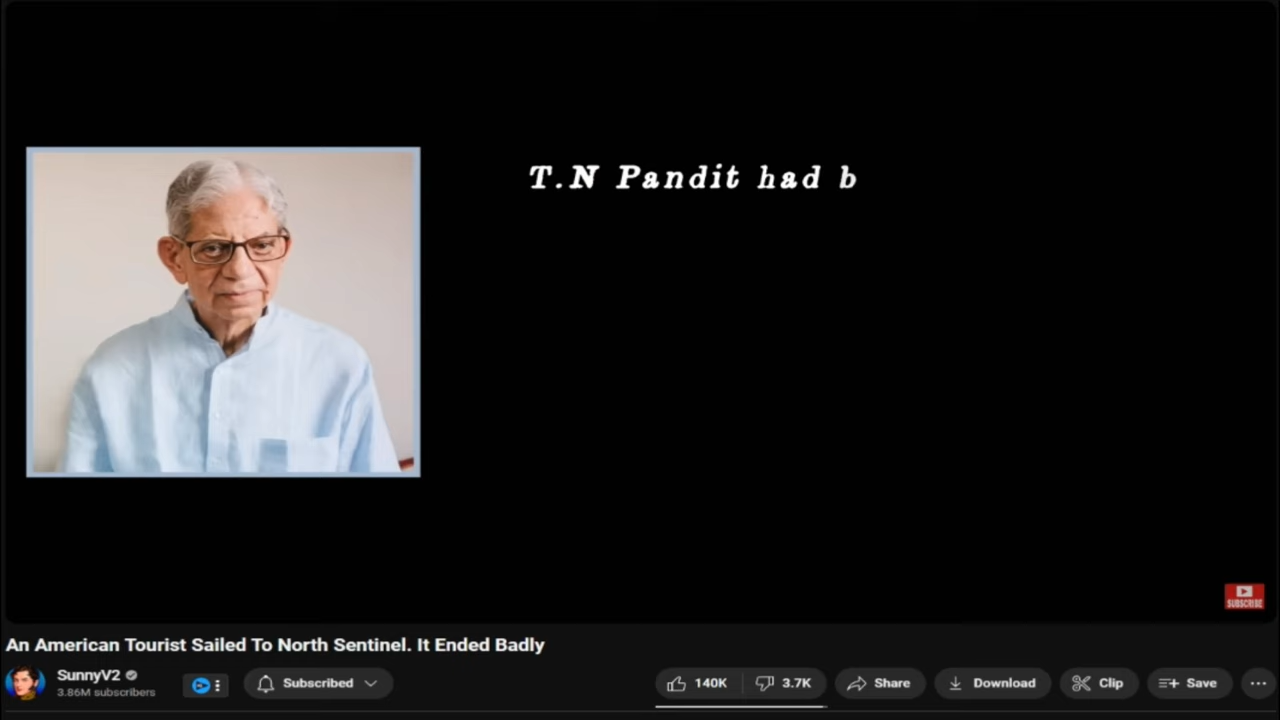 T.N Pandit had b
SUBSCRIBE
An American Tourist Sailed To North Sentinel. It Ended Badly
SunnyV2
3.86M subscribers
Subscribed
140K
3.7K
Share
Download
Clip
Save